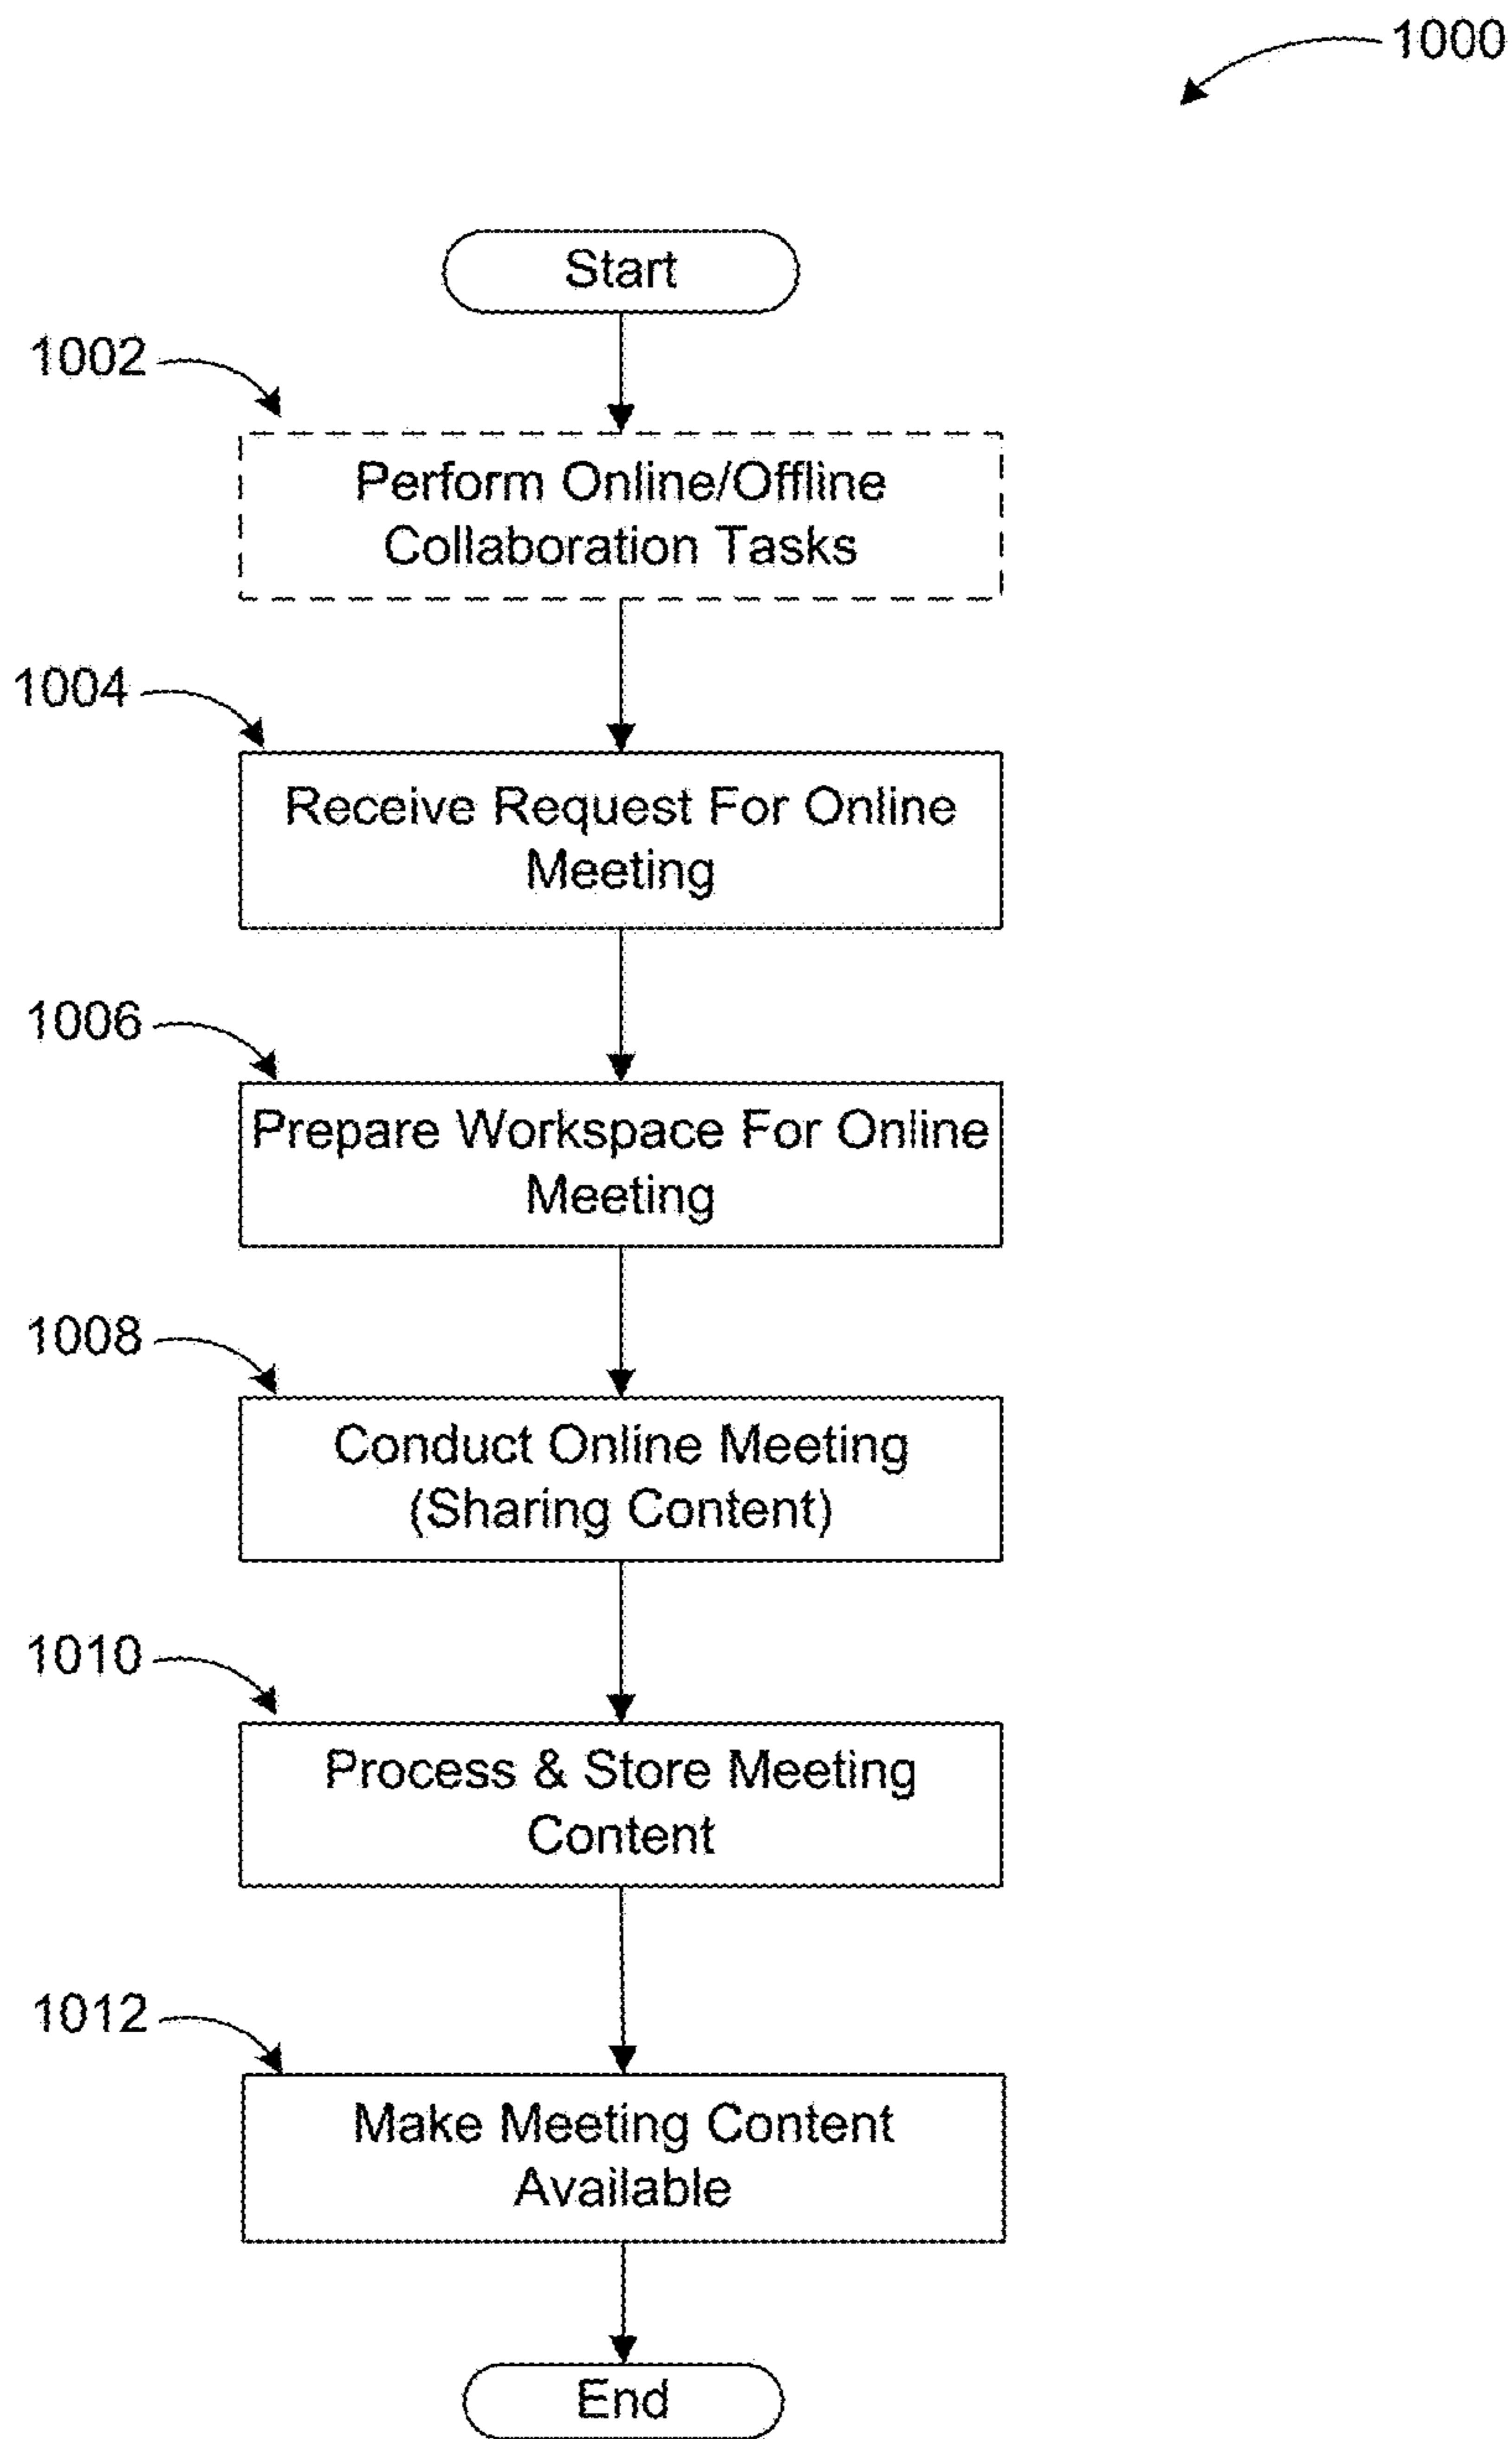 1000
Start
1002
Perform Online/Offline
Collaboration Tasks
1004
Receive Request For Online
Meeting
1006
Prepare Workspace For Online
Meeting
1008
Conduct Online Meeting
(Sharing Content)
1010
Process & Store Meeting
Content
1012
Make Meeting Content
Available
End